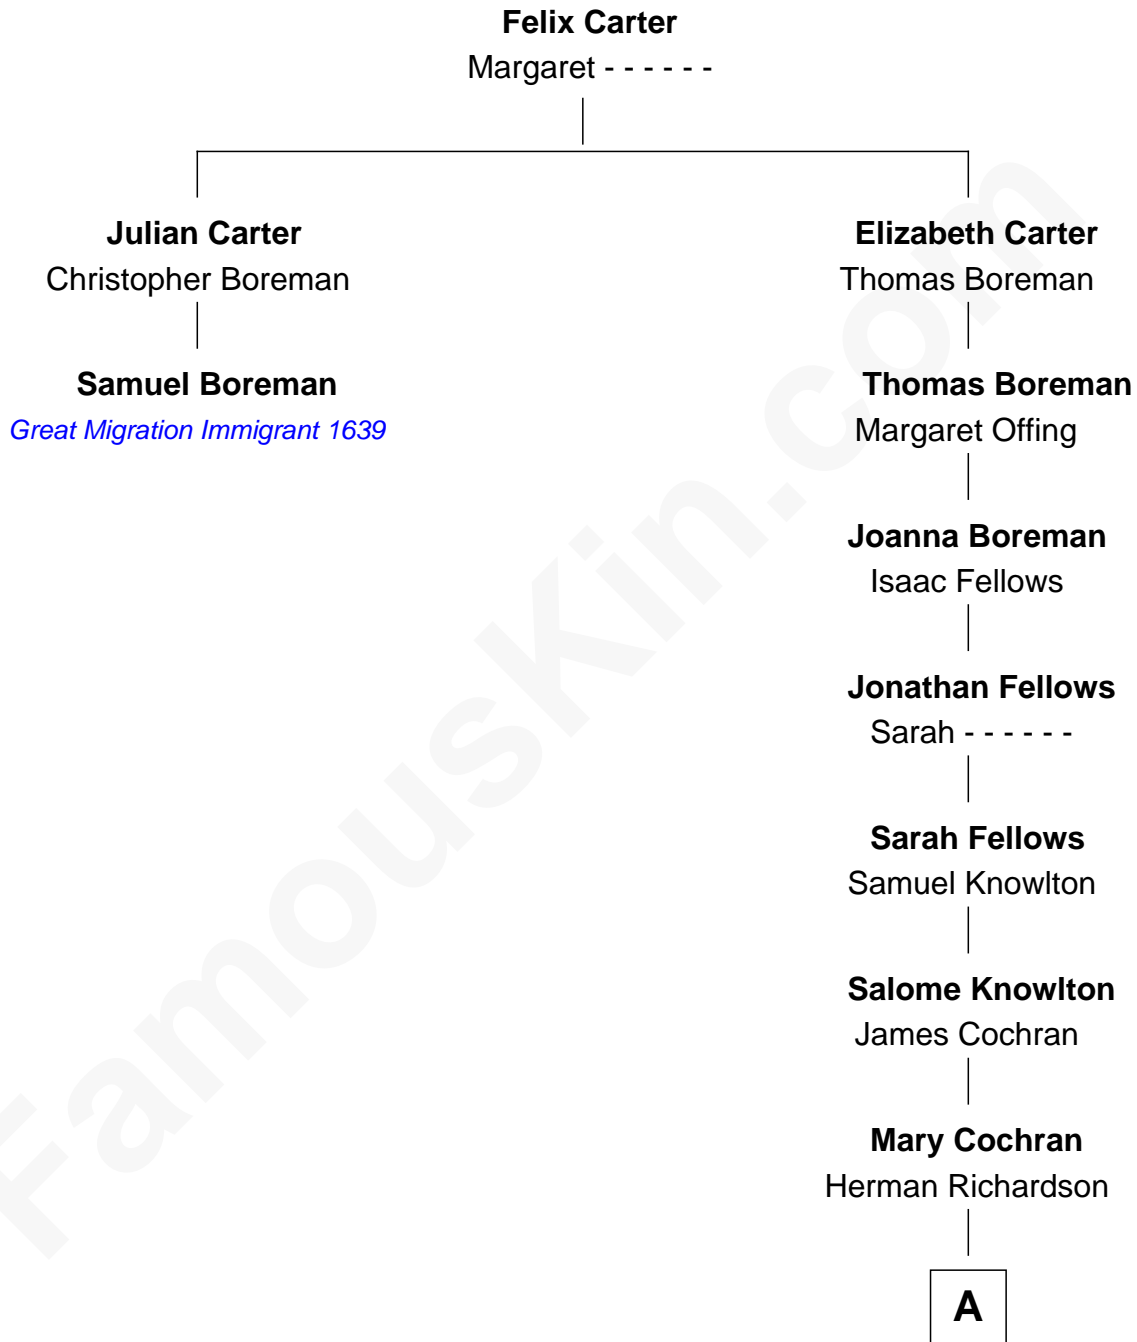 Felix Carter
Margaret - - - - - -
Julian Carter
Christopher Boreman
Samuel Boreman
Great Migration Immigrant 1639
Elizabeth Carter
Thomas Boreman
Thomas Boreman
Margaret Offing
Joanna Boreman
Isaac Fellows
Jonathan Fellows
Sarah - - - - - -
Sarah Fellows
Samuel Knowlton
Salome Knowlton
James Cochran
Mary Cochran
Herman Richardson
A
FamousKin.com